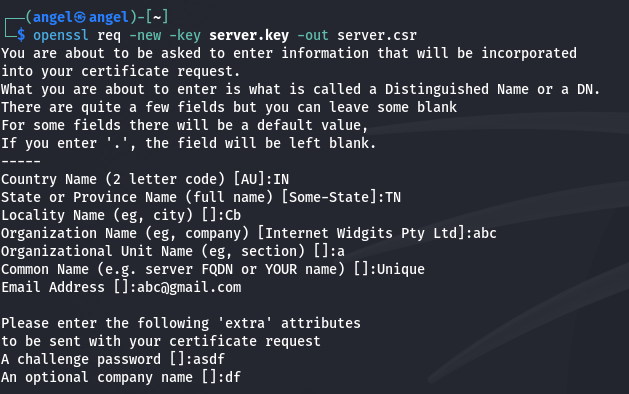 (angel㉿angel)-[~]
$ openssl req -new -key server.key -out server.csr
You are about to be asked to enter information that will be incorporated
into your certificate request.
What you are about to enter is what is called a Distinguished Name or a DN.
There are quite a few fields but you can leave some blank
For some fields there will be a default value,
If you enter '.', the field will be left blank.
-----
Country Name (2 letter code) [AU]:IN
State or Province Name (full name) [Some-State]:TN
Locality Name (eg, city) []:Cb
Organization Name (eg, company) [Internet Widgits Pty Ltd]:abc
Organizational Unit Name (eg, section) []:a
Common Name (e.g. server FQDN or YOUR name) []:Unique
Email Address []:abc@gmail.com

Please enter the following 'extra' attributes
to be sent with your certificate request
A challenge password []:asdf
An optional company name []:df